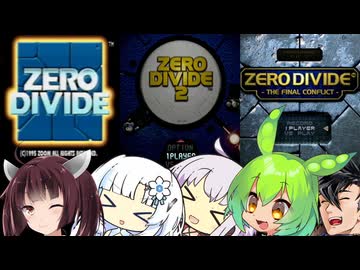 ZERO
DIVIDE
©1995 ZOOM ALL RIGHTS RESERVED.
ZERO
DIVIDE
2
OPTION
1PLAYER
ZERO DIVIDE
- THE FINAL CONFLICT -
RECORD
1 PLAYER
VS PLAY